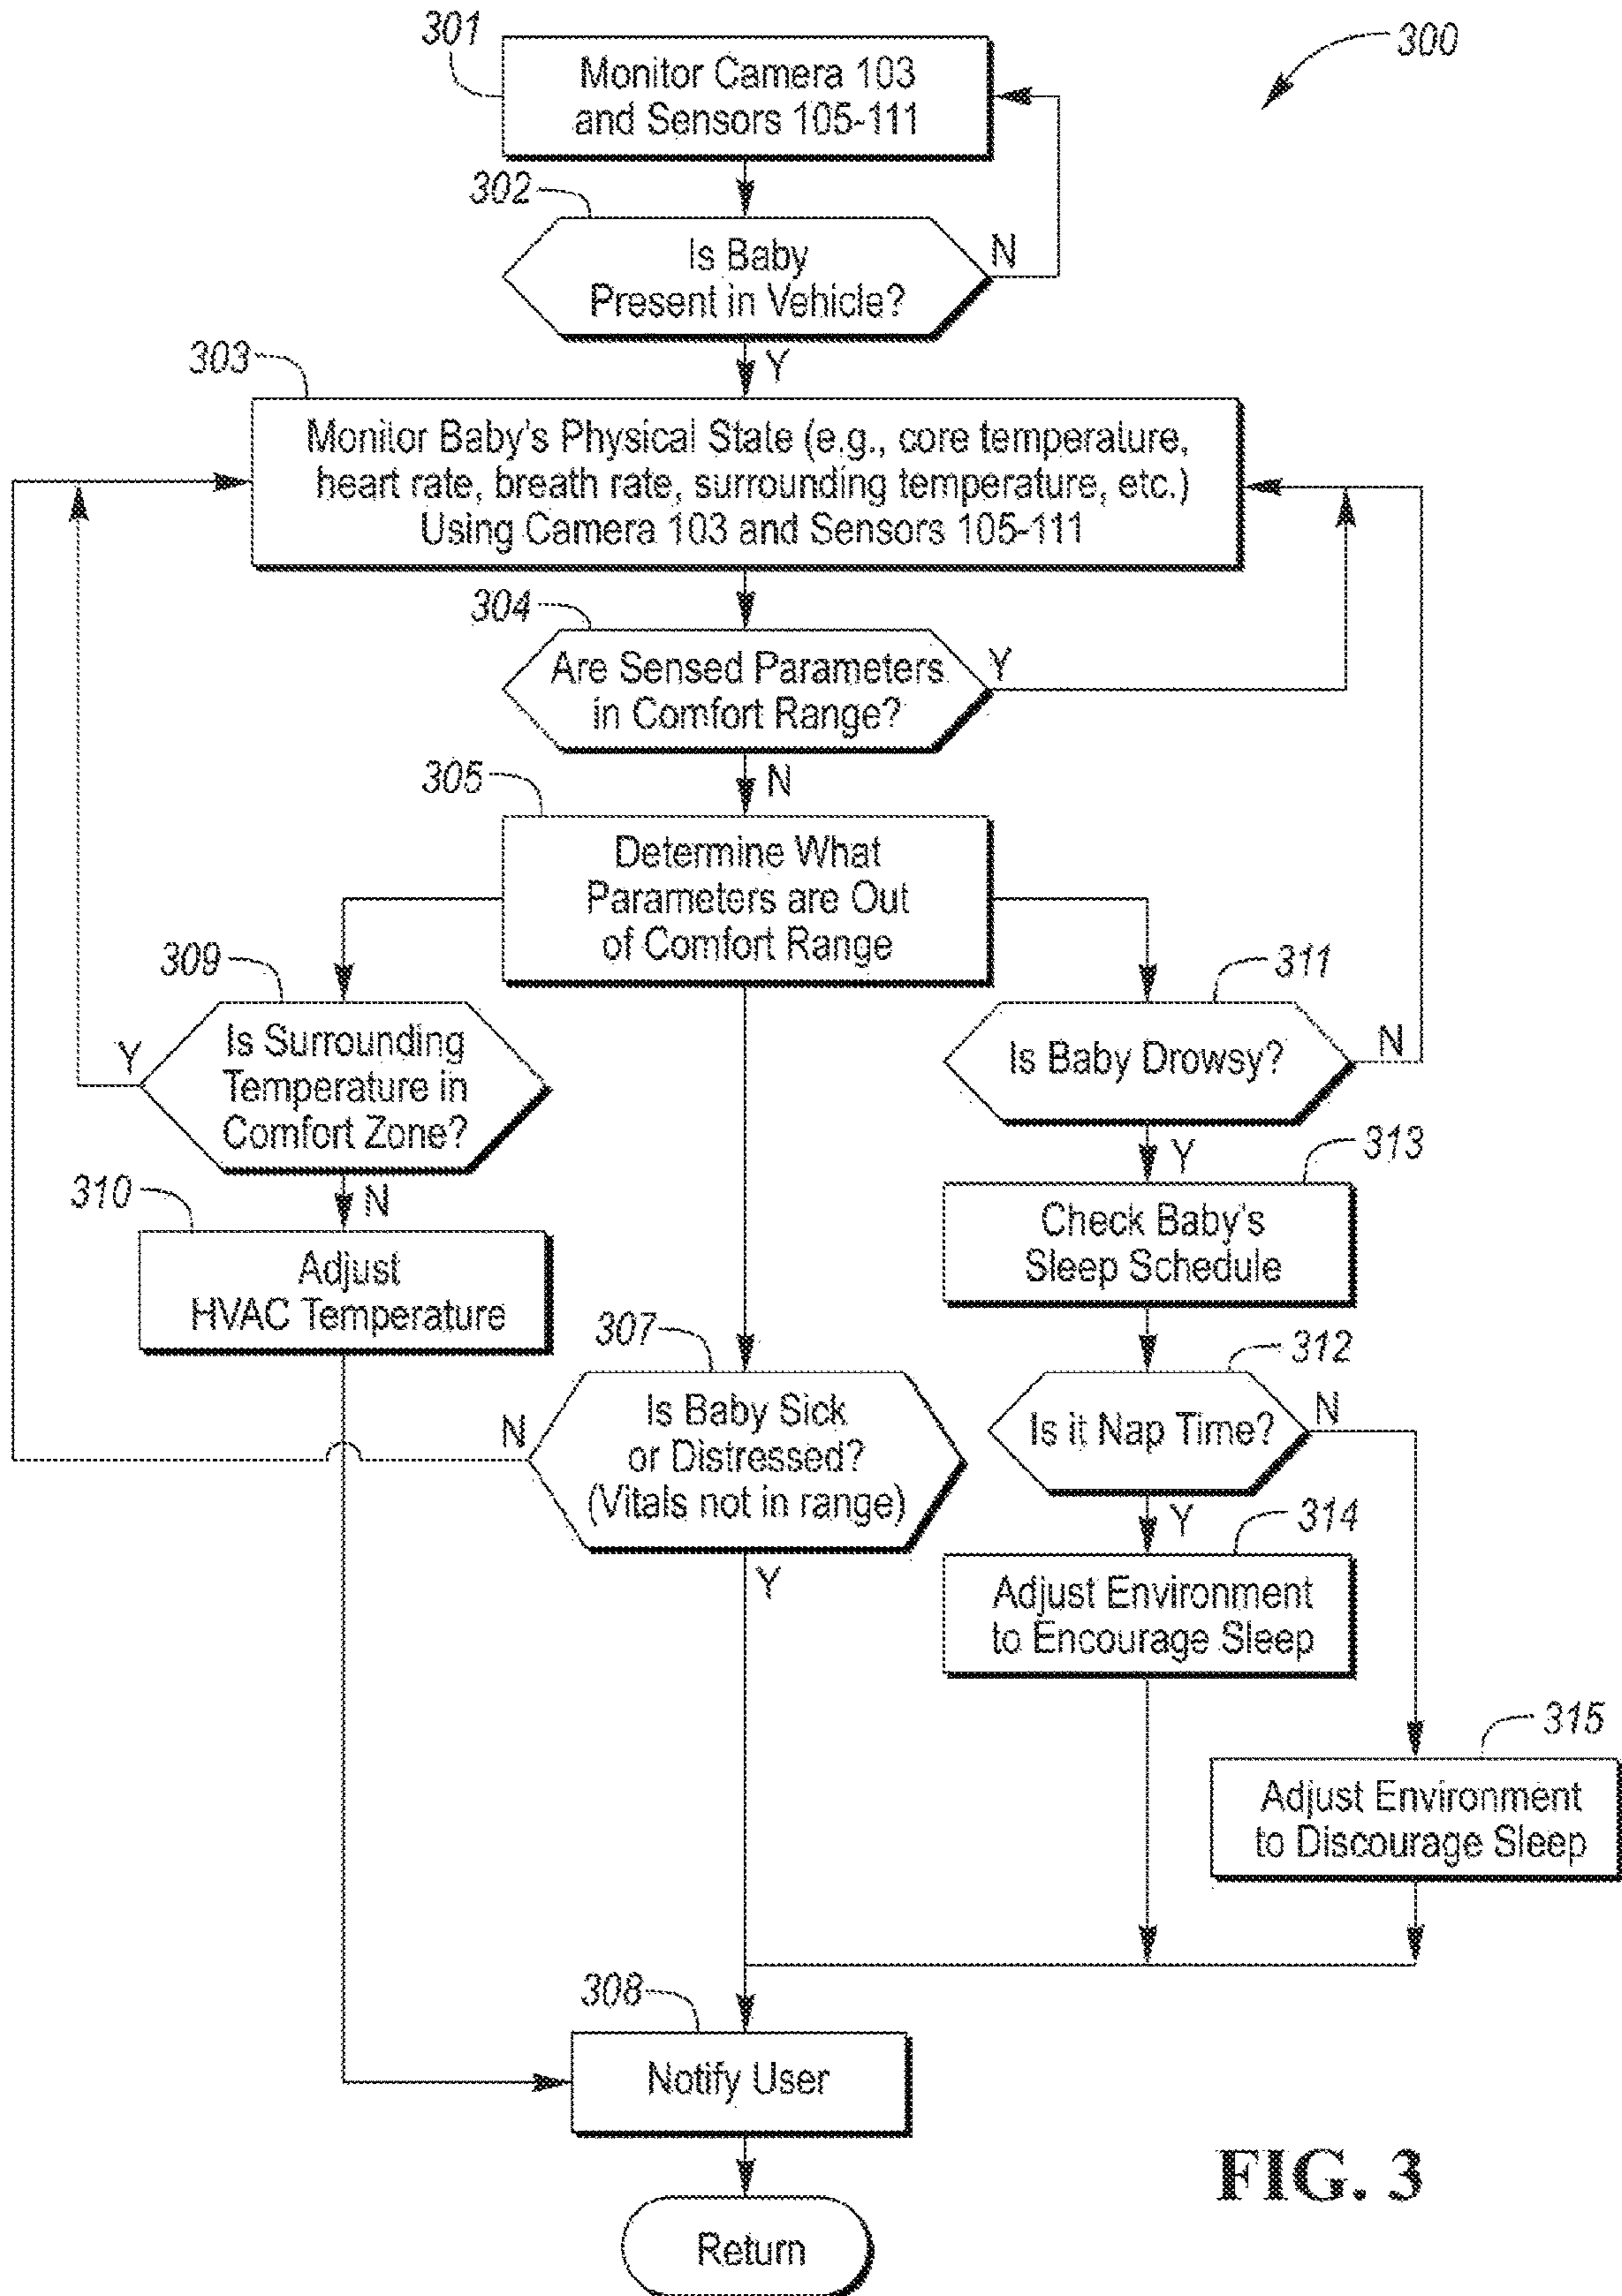 301
Monitor Camera 103
and Sensors 105-111
300
302
Is Baby
Present in Vehicle?
N
Y
303
Monitor Baby's Physical State (e.g., core temperature,
heart rate, breath rate, surrounding temperature, etc.)
Using Camera 103 and Sensors 105-111
304
Are Sensed Parameters
in Comfort Range?
Y
N
305
Determine What
Parameters are Out
of Comfort Range
309
Is Surrounding
Temperature in
Comfort Zone?
Y
N
311
Is Baby Drowsy?
N
Y
310
Adjust
HVAC Temperature
313
Check Baby's
Sleep Schedule
307
Is Baby Sick
or Distressed?
(Vitals not in range)
N
Y
312
Is it Nap Time?
N
Y
314
Adjust Environment
to Encourage Sleep
315
Adjust Environment
to Discourage Sleep
308
Notify User
Return
FIG. 3